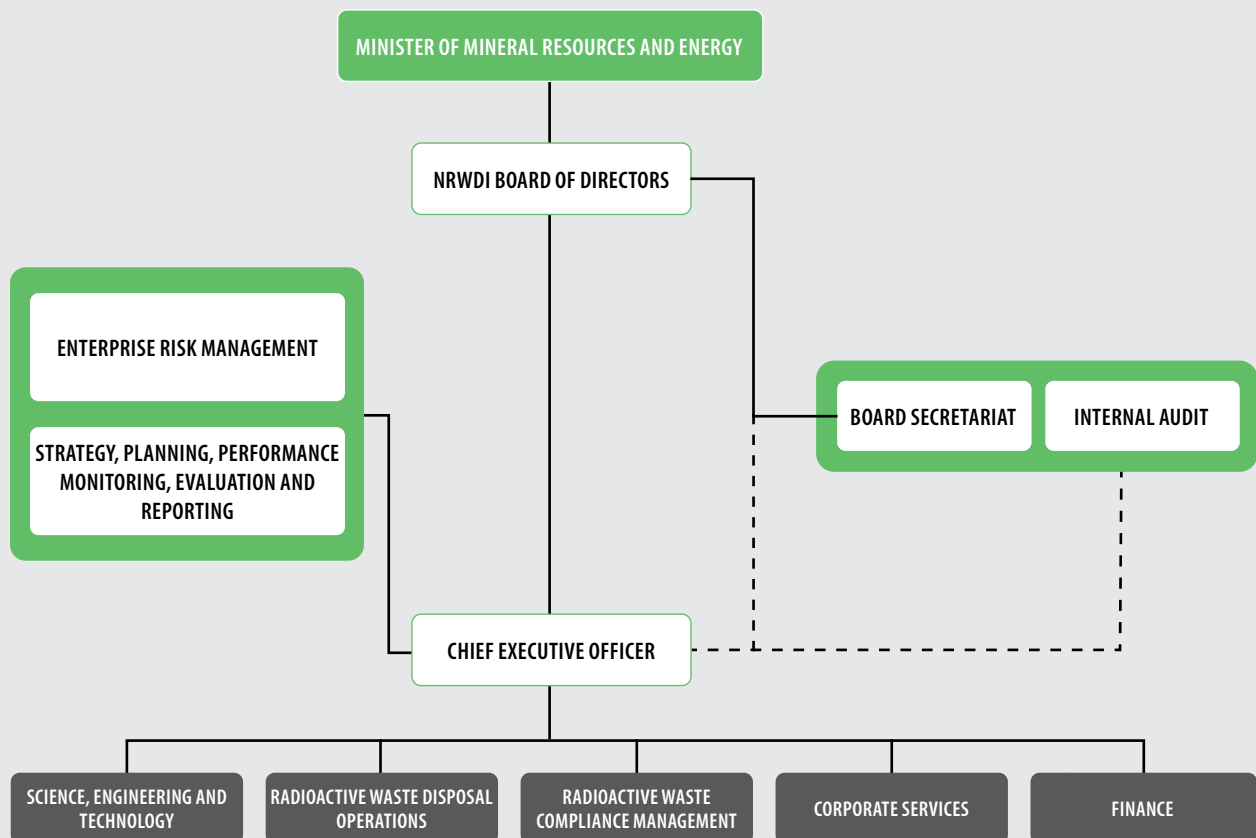 MINISTER OF MINERAL RESOURCES AND ENERGY
NRWDI BOARD OF DIRECTORS
ENTERPRISE RISK MANAGEMENT
STRATEGY, PLANNING, PERFORMANCE
MONITORING, EVALUATION AND
REPORTING
BOARD SECRETARIAT
INTERNAL AUDIT
CHIEF EXECUTIVE OFFICER
SCIENCE, ENGINEERING AND
TECHNOLOGY
RADIOACTIVE WASTE DISPOSAL
OPERATIONS
RADIOACTIVE WASTE
COMPLIANCE MANAGEMENT
CORPORATE SERVICES
FINANCE